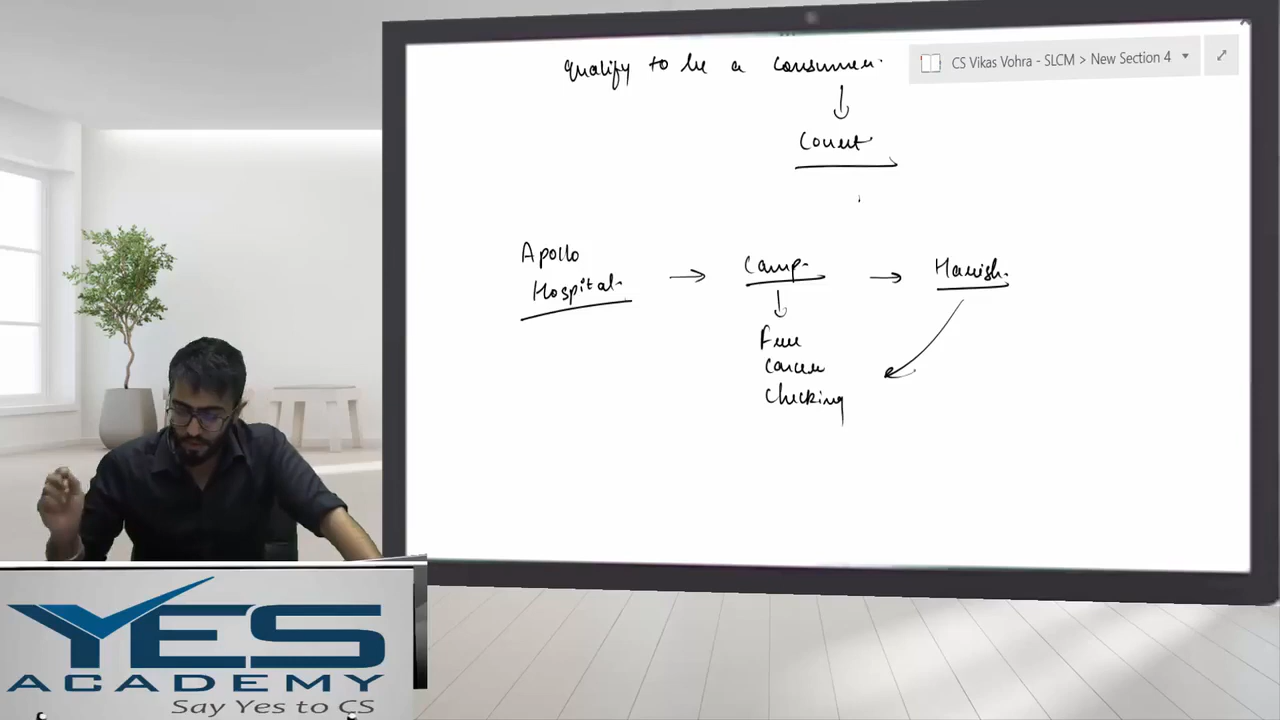 qualify to be a consumer.
CS Vikas Vohra - SLCM > New Section 4
Court
Apollo
Hospital.
Camp.
Free
Cancer
Checking
YES
ACADEMY
Say Yes to CS